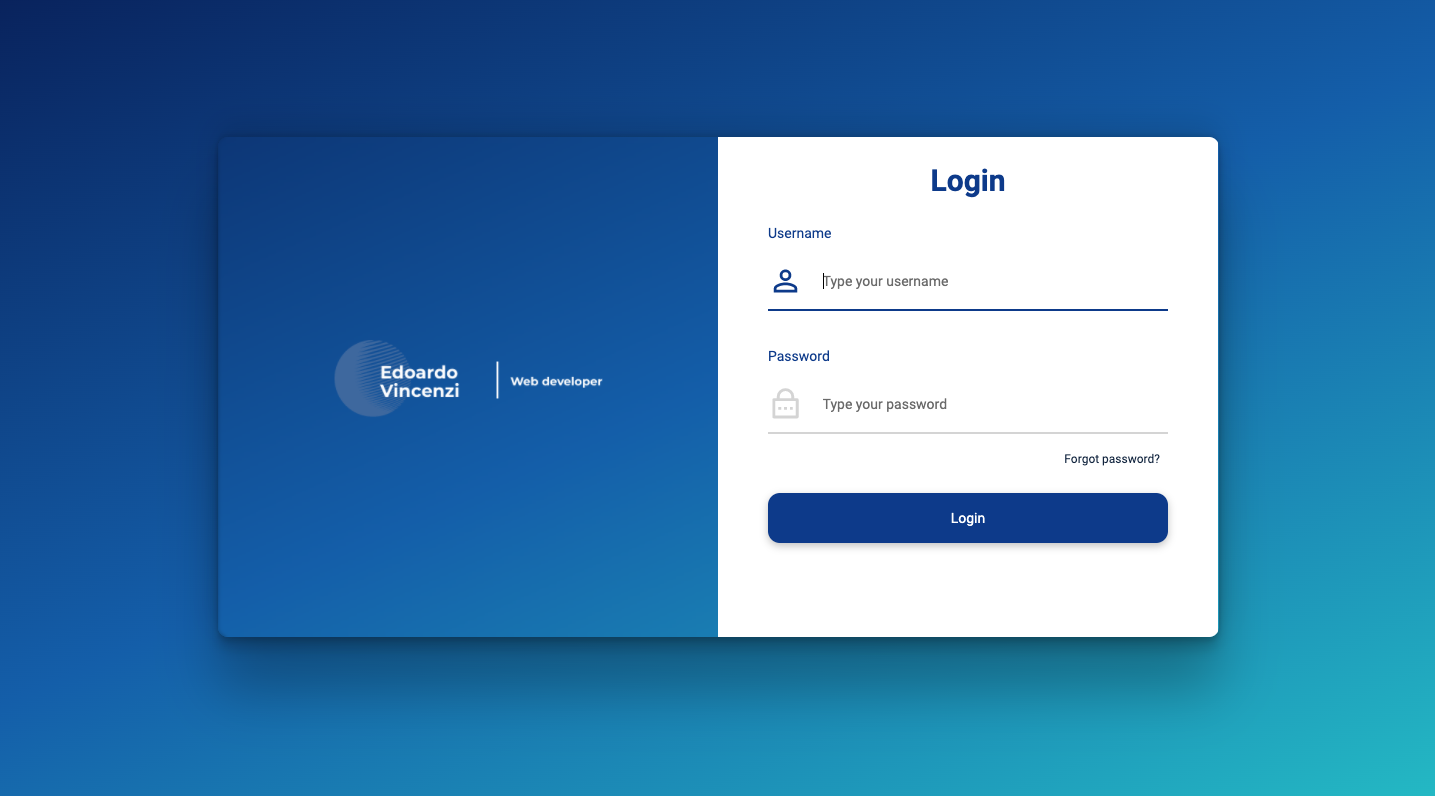 Edoardo
Vincenzi
Web developer
Login
Username
Type your username
Password
Type your password
Forgot password?
Login